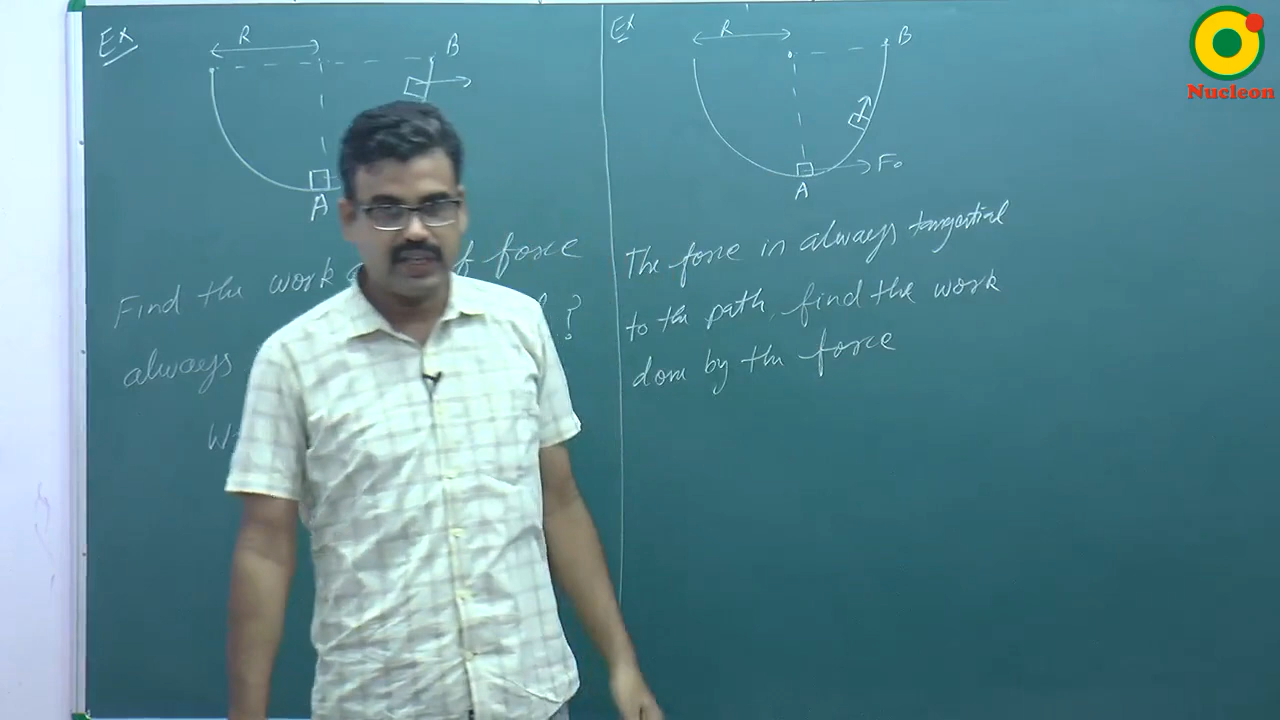 Ex
R
B
A
Find the work of force
always ?
W
Ex
R
B
F₀
A
The force is always tangential
to the path, find the work
done by the force
Nucleon